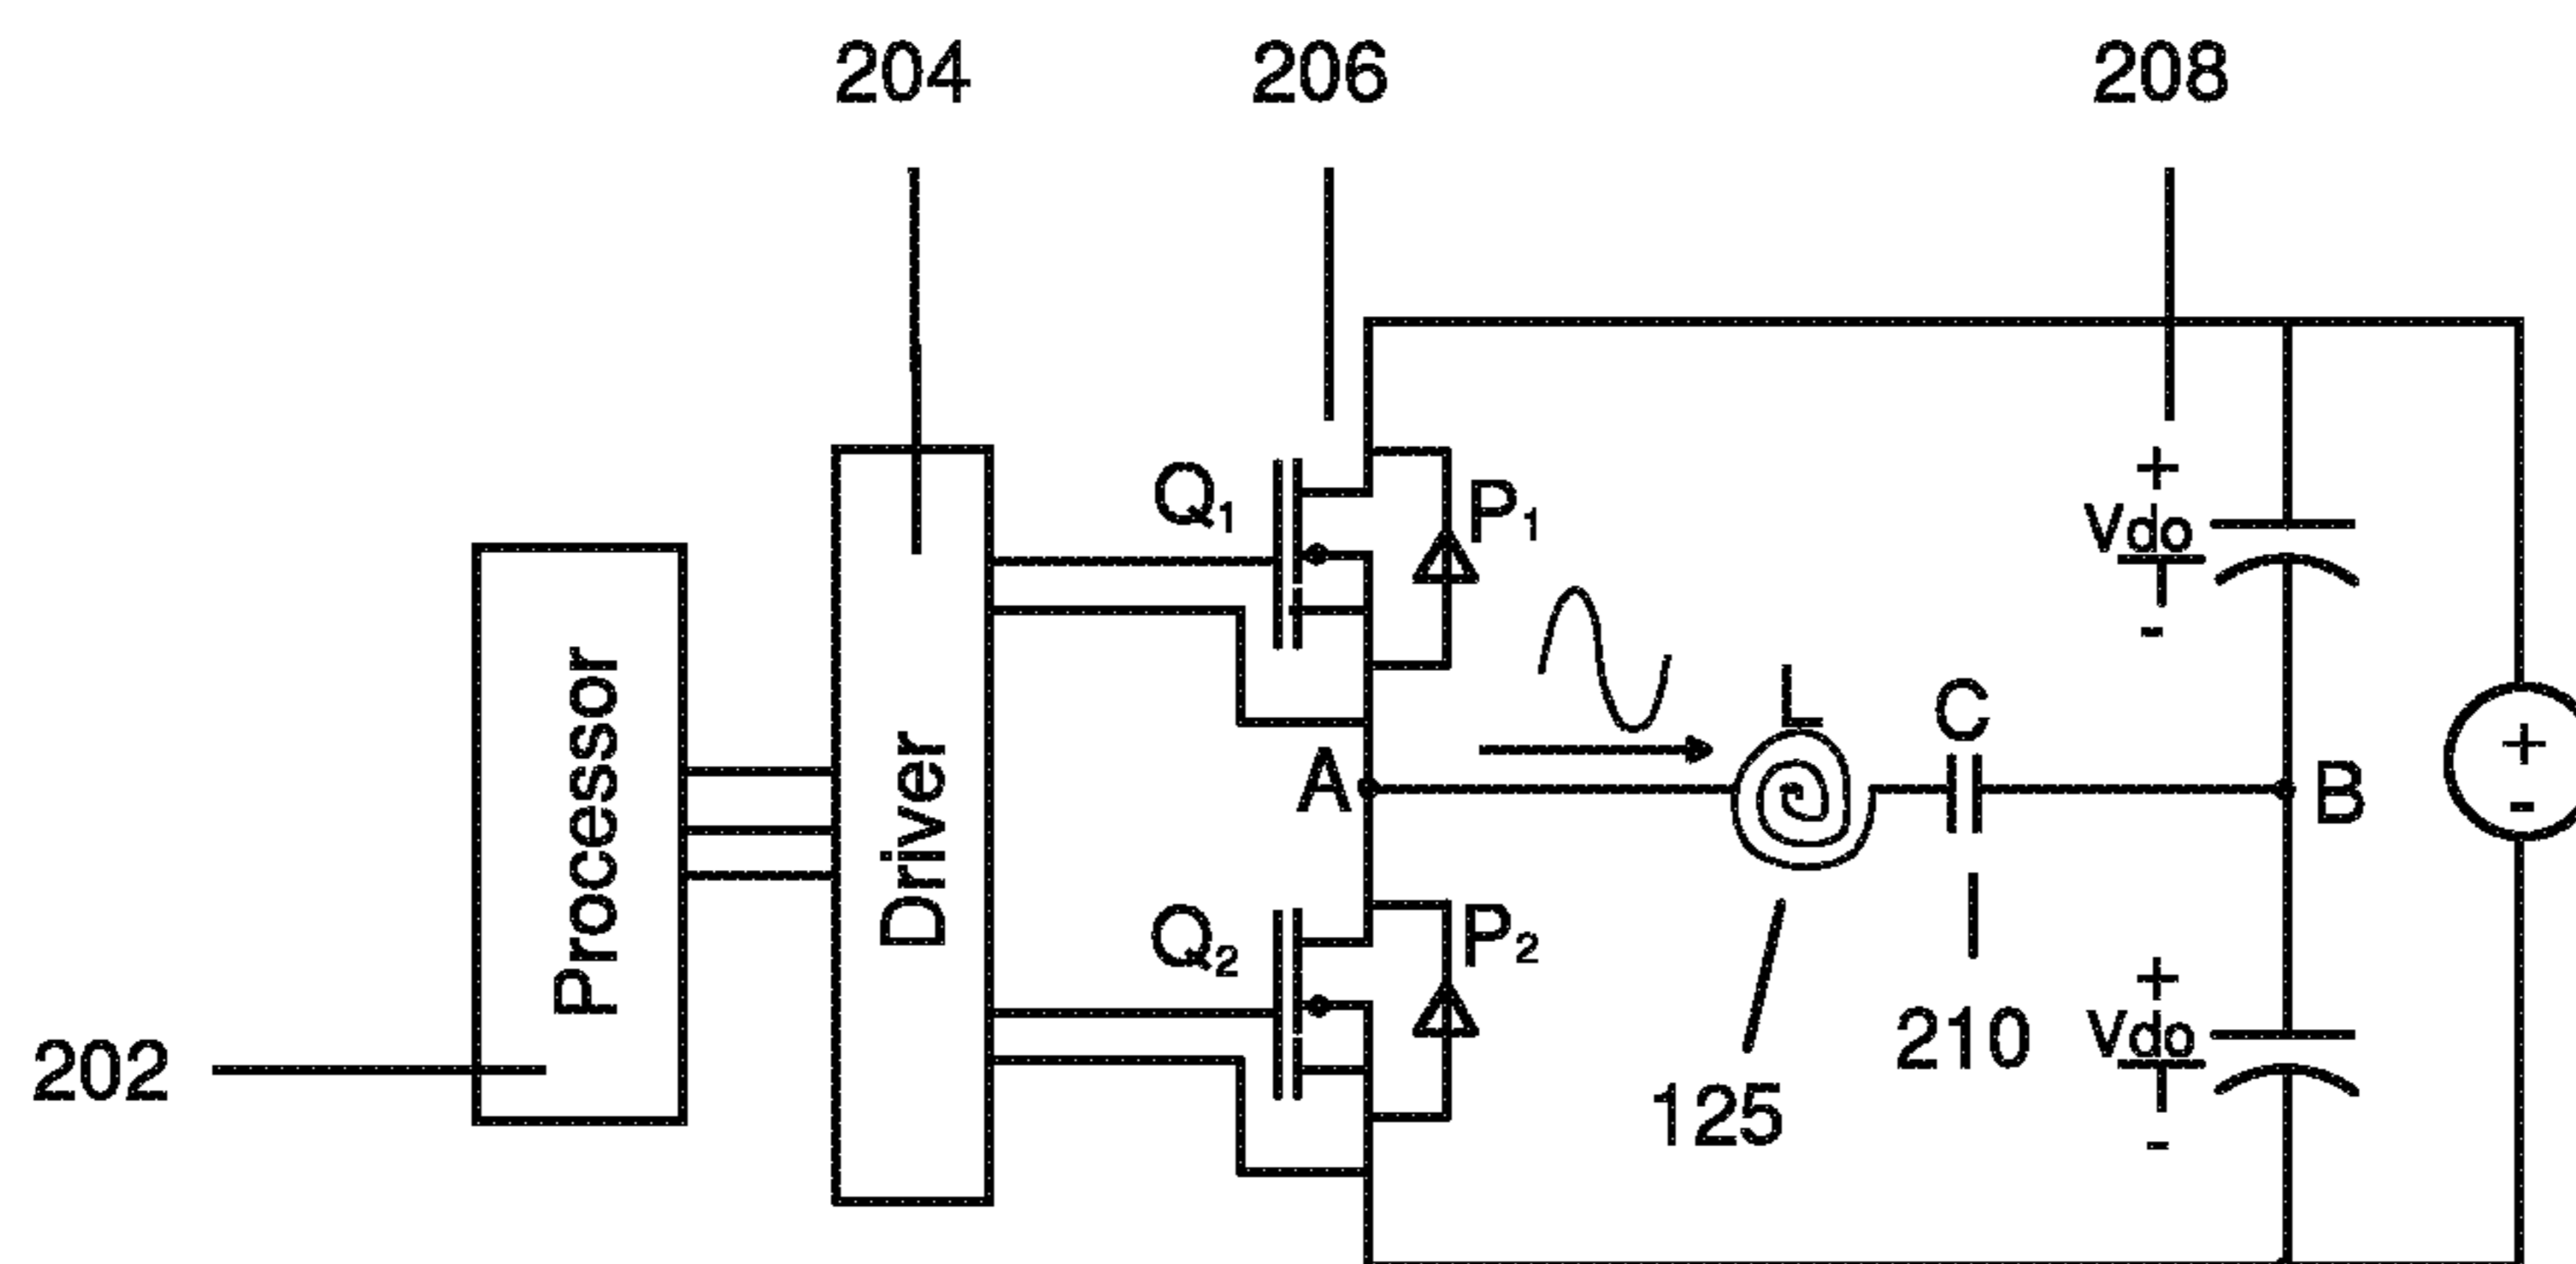 204
206
208
Q1
P1
+
Vdo
-
Processor
Driver
L
C
A
B
+
-
Q2
P2
+
Vdo
-
202
125
210